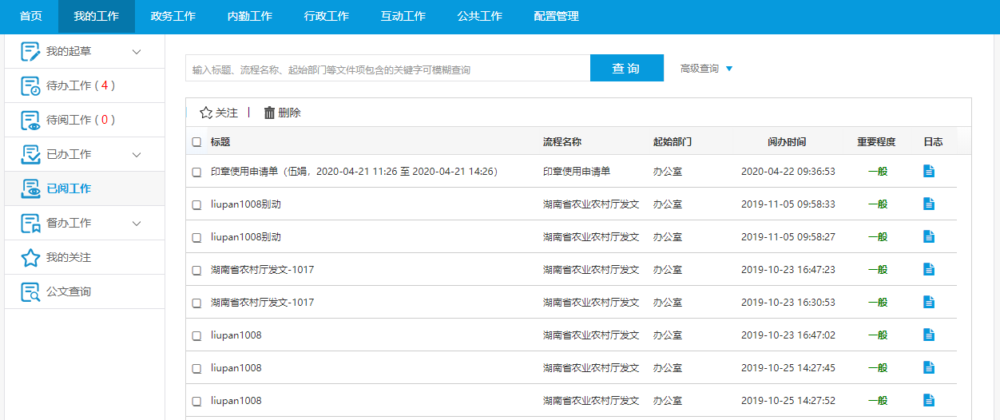 首页 我的工作 政务工作 内勤工作 行政工作 互动工作 公共工作 配置管理
我的起草
待办工作 ( 4 )
待阅工作 ( 0 )
已办工作
已阅工作
督办工作
我的关注
公文查询
输入标题、流程名称、起始部门等文件项包含的关键字可模糊查询 查 询 高级查询
关注 | 删除
标题 流程名称 起始部门 阅办时间 重要程度 日志
印章使用申请单（伍娟，2020-04-21 11:26 至 2020-04-21 14:26） 印章使用申请单 办公室 2020-04-22 09:36:53 一般
liupan1008别动 湖南省农业农村厅发文 办公室 2019-11-05 09:58:33 一般
liupan1008别动 湖南省农业农村厅发文 办公室 2019-11-05 09:58:27 一般
湖南省农村厅发文-1017 湖南省农业农村厅发文 办公室 2019-10-23 16:47:23 一般
湖南省农村厅发文-1017 湖南省农业农村厅发文 办公室 2019-10-23 16:30:53 一般
liupan1008 湖南省农业农村厅发文 办公室 2019-10-23 16:47:02 一般
liupan1008 湖南省农业农村厅发文 办公室 2019-10-25 14:27:45 一般
liupan1008 湖南省农业农村厅发文 办公室 2019-10-25 14:27:52 一般